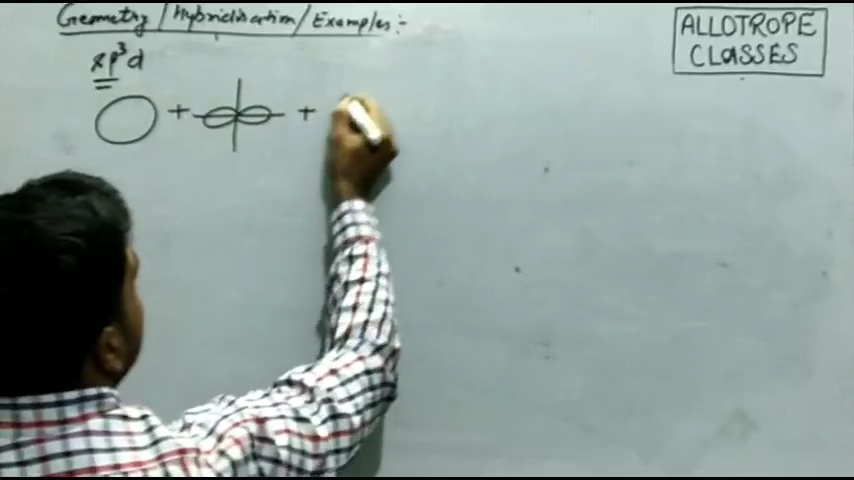 Geometry / Hybridisation / Examples :-
ALLOTROPE
CLASSES
sp³d
+ +